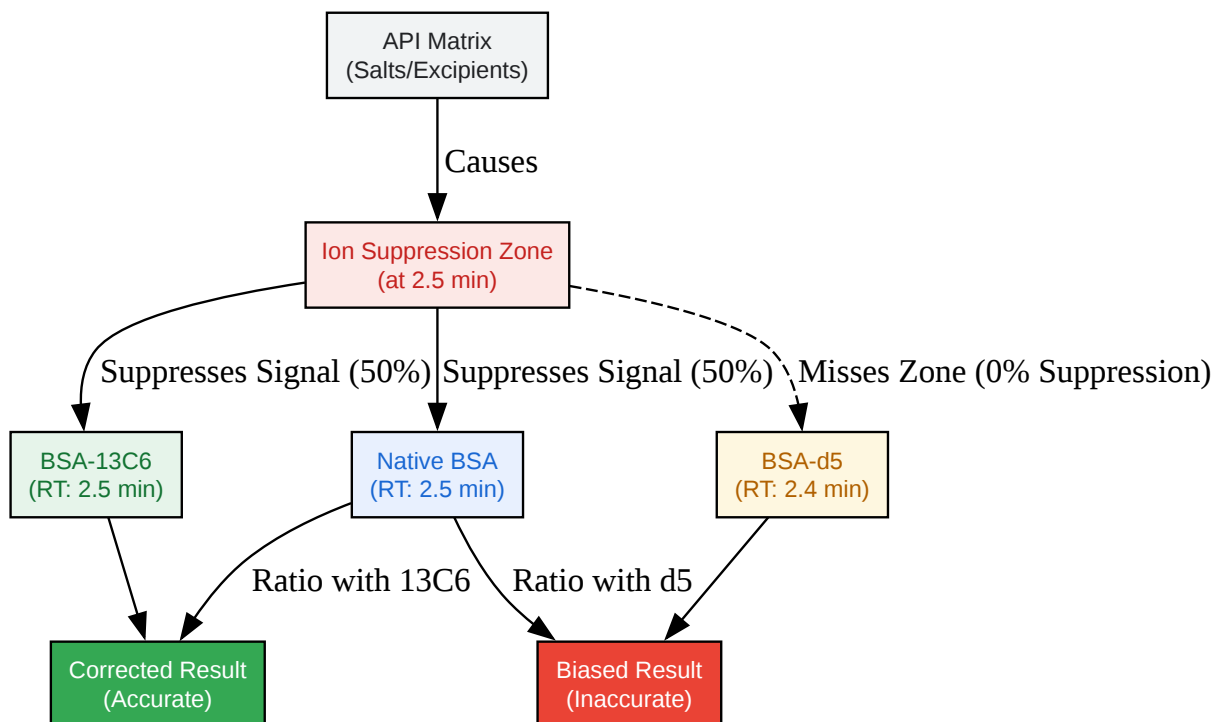 API Matrix
(Salts/Excipients)
Causes
Ion Suppression Zone
(at 2.5 min)
Suppresses Signal (50%)
Suppresses Signal (50%)
Misses Zone (0% Suppression)
BSA-13C6
(RT: 2.5 min)
Native BSA
(RT: 2.5 min)
BSA-d5
(RT: 2.4 min)
Ratio with 13C6
Ratio with d5
Corrected Result
(Accurate)
Biased Result
(Inaccurate)